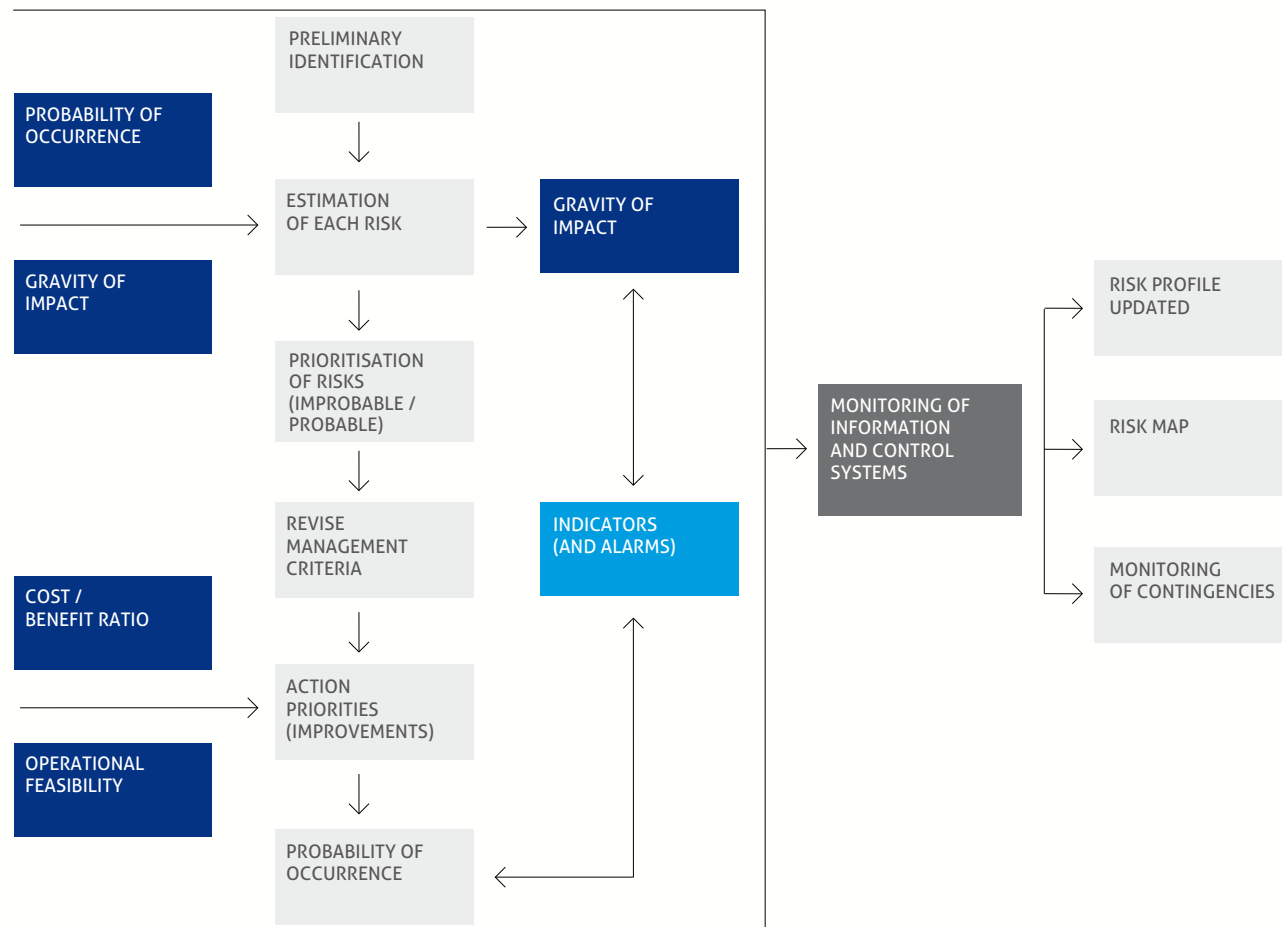 PRELIMINARY
IDENTIFICATION
PROBABILITY OF
OCCURRENCE
ESTIMATION
OF EACH RISK
GRAVITY OF
IMPACT
GRAVITY OF
IMPACT
PRIORITISATION
OF RISKS
(IMPROBABLE /
PROBABLE)
REVISE
MANAGEMENT
CRITERIA
INDICATORS
(AND ALARMS)
COST /
BENEFIT RATIO
ACTION
PRIORITIES
(IMPROVEMENTS)
OPERATIONAL
FEASIBILITY
PROBABILITY OF
OCCURRENCE
MONITORING OF
INFORMATION
AND CONTROL
SYSTEMS
RISK PROFILE
UPDATED
RISK MAP
MONITORING
OF CONTINGENCIES